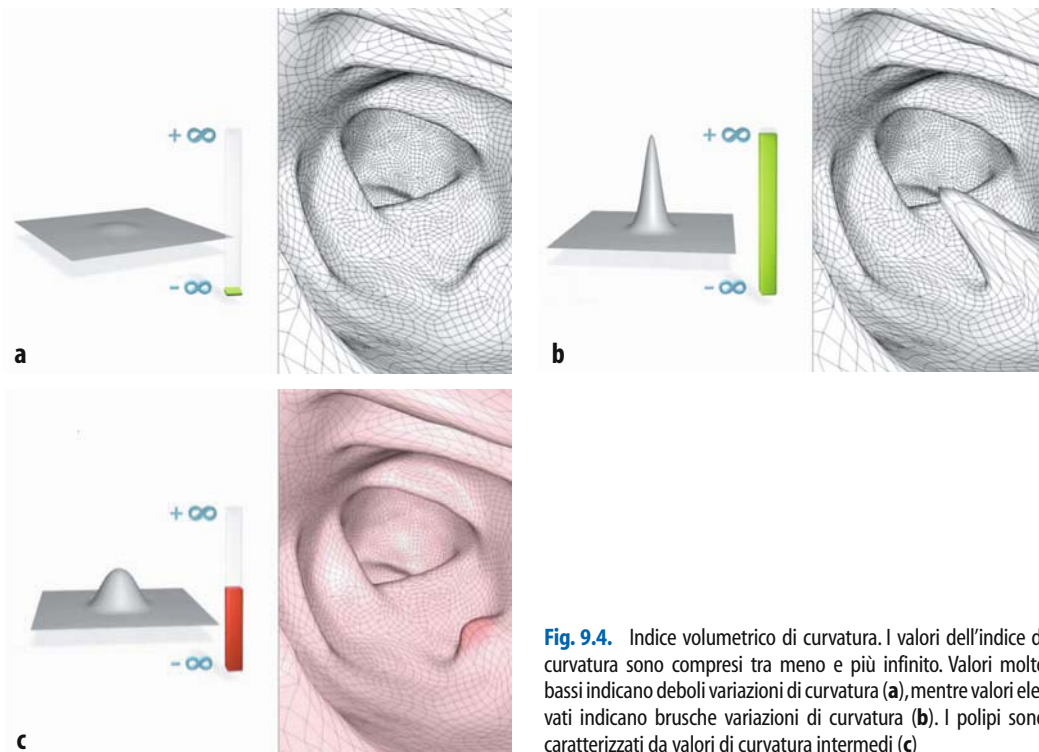 + ∞
- ∞
a
+ ∞
- ∞
b
+ ∞
- ∞
c
Fig. 9.4. Indice volumetrico di curvatura. I valori dell'indice d
curvatura sono compresi tra meno e più infinito. Valori molto
bassi indicano deboli variazioni di curvatura (a), mentre valori ele
vati indicano brusche variazioni di curvatura (b). I polipi sono
caratterizzati da valori di curvatura intermedi (c)